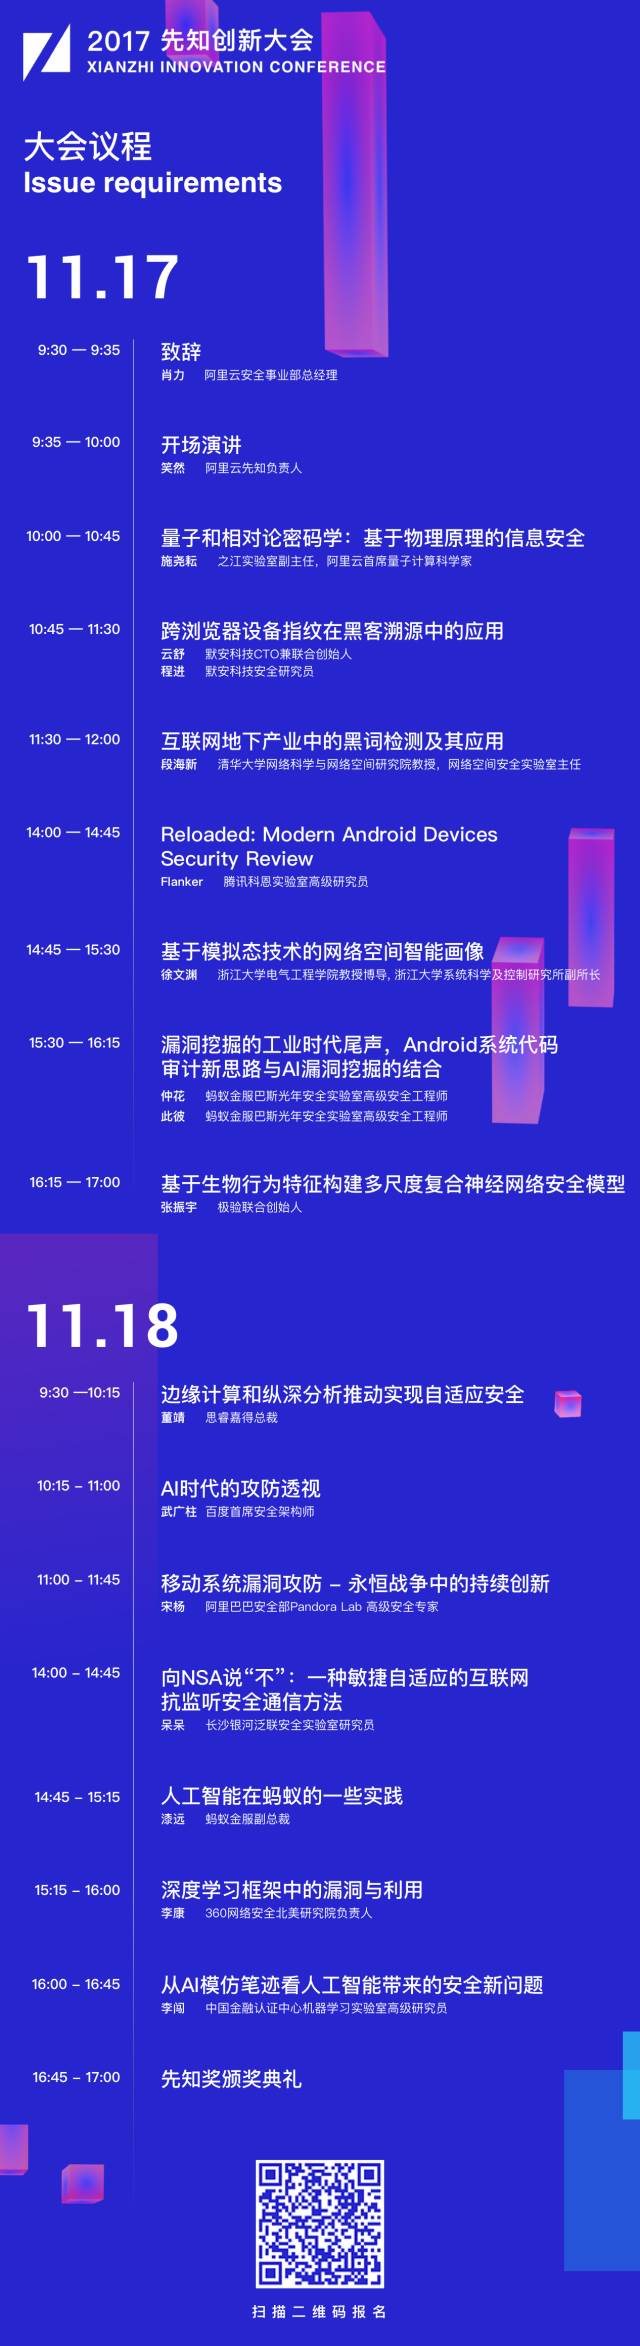 2017 先知创新大会
XIANZHI INNOVATION CONFERENCE
大会议程
Issue requirements
11.17
9:30 — 9:35
致辞
肖力 阿里云安全事业部总经理
9:35 — 10:00
开场演讲
笑然 阿里云先知负责人
10:00 — 10:45
量子和相对论密码学：基于物理原理的信息安全
施尧耘 之江实验室副主任，阿里云首席量子计算科学家
10:45 — 11:30
跨浏览器设备指纹在黑客溯源中的应用
云舒 默安科技CTO兼联合创始人
程进 默安科技安全研究员
11:30 — 12:00
互联网地下产业中的黑词检测及其应用
段海新 清华大学网络科学与网络空间研究院教授，网络空间安全实验室主任
14:00 — 14:45
Reloaded: Modern Android Devices
Security Review
Flanker 腾讯科恩实验室高级研究员
14:45 — 15:30
基于模拟态技术的网络空间智能画像
徐文渊 浙江大学电气工程学院教授博导, 浙江大学系统科学及控制研究所副所长
15:30 — 16:15
漏洞挖掘的工业时代尾声，Android系统代码
审计新思路与AI漏洞挖掘的结合
仲花 蚂蚁金服巴斯光年安全实验室高级安全工程师
此彼 蚂蚁金服巴斯光年安全实验室高级安全工程师
16:15 — 17:00
基于生物行为特征构建多尺度复合神经网络安全模型
张振宇 极验联合创始人
11.18
9:30 —10:15
边缘计算和纵深分析推动实现自适应安全
董靖 思睿嘉得总裁
10:15 – 11:00
AI时代的攻防透视
武广柱 百度首席安全架构师
11:00 – 11:45
移动系统漏洞攻防 – 永恒战争中的持续创新
宋杨 阿里巴巴安全部Pandora Lab 高级安全专家
14:00 – 14:45
向NSA说“不”：一种敏捷自适应的互联网
抗监听安全通信方法
呆呆 长沙银河泛联安全实验室研究员
14:45 – 15:15
人工智能在蚂蚁的一些实践
漆远 蚂蚁金服副总裁
15:15 – 16:00
深度学习框架中的漏洞与利用
李康 360网络安全北美研究院负责人
16:00 – 16:45
从AI模仿笔迹看人工智能带来的安全新问题
李闯 中国金融认证中心机器学习实验室高级研究员
16:45 – 17:00
先知奖颁奖典礼
扫描二维码报名